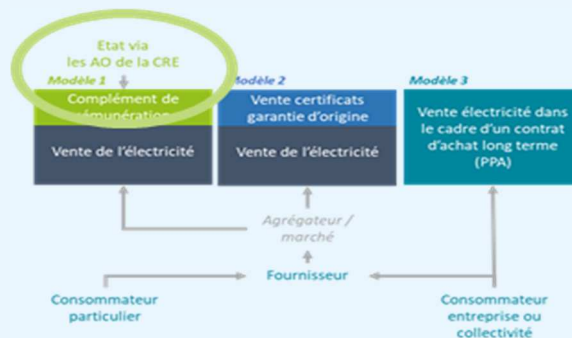 Etat via
les AO de la CRE
Modèle 1
Modèle 2
Modèle 3
Complément de
rémunération
Vente de l'électricité
Vente certificats
garantie d'origine
Vente de l'électricité
Vente électricité dans
le cadre d'un contrat
d'achat long terme
(PPA)
Agrégateur /
marché
Fournisseur
Consommateur
particulier
Consommateur
entreprise ou
collectivité